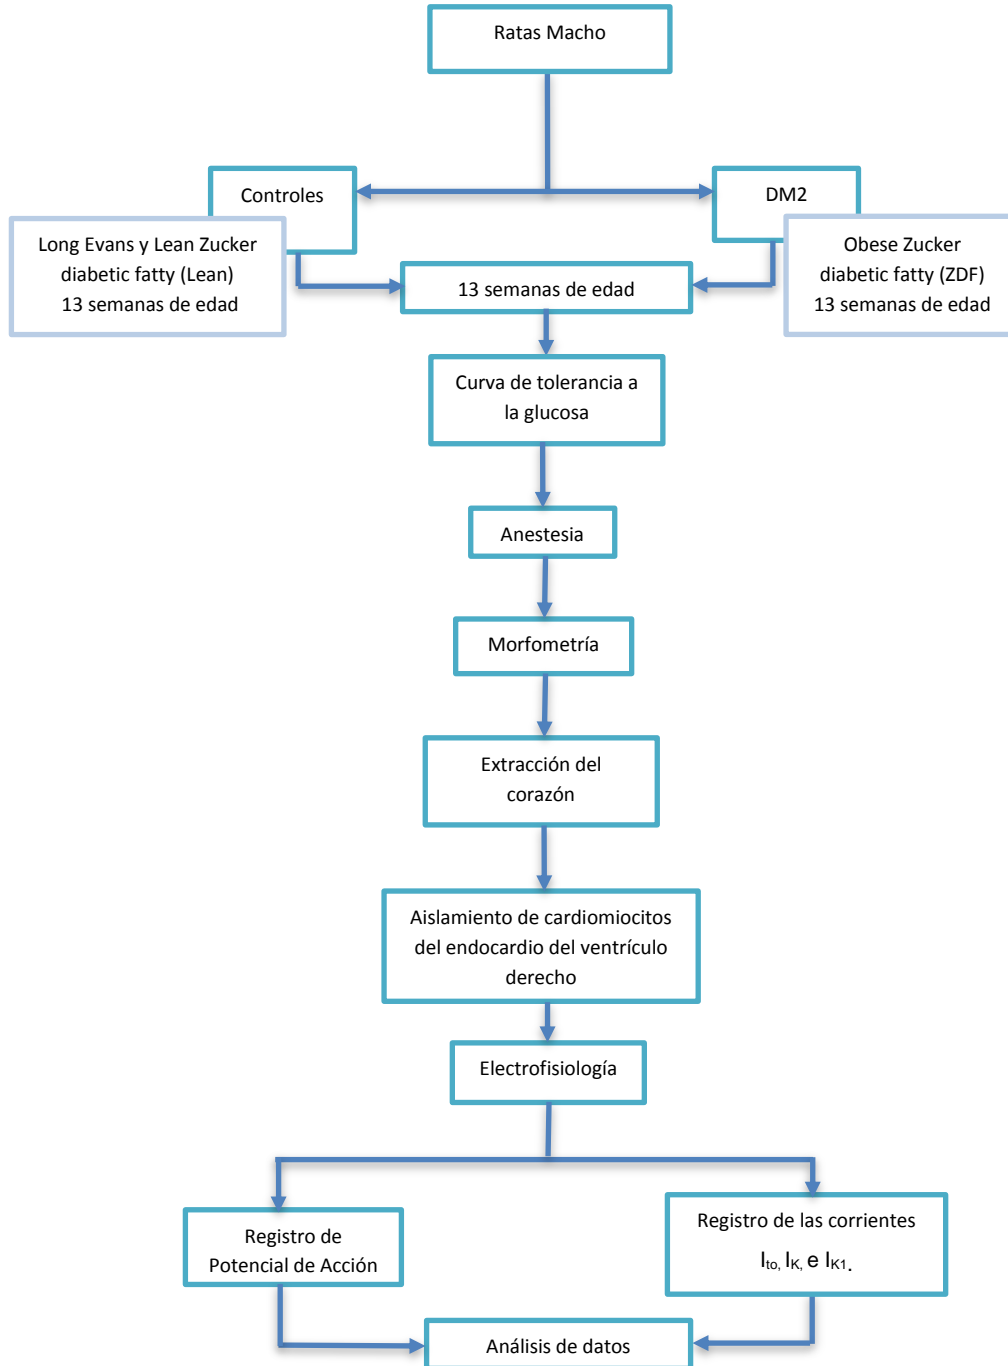 Ratas Macho
Controles
DM2
Long Evans y Lean Zucker
diabetic fatty (Lean)
13 semanas de edad
Obese Zucker
diabetic fatty (ZDF)
13 semanas de edad
13 semanas de edad
Curva de tolerancia a
la glucosa
Anestesia
Morfometría
Extracción del
corazón
Aislamiento de cardiomiocitos
del endocardio del ventrículo
derecho
Electrofisiología
Registro de
Potencial de Acción
Registro de las corrientes
Ito, IK, e IK1.
Análisis de datos